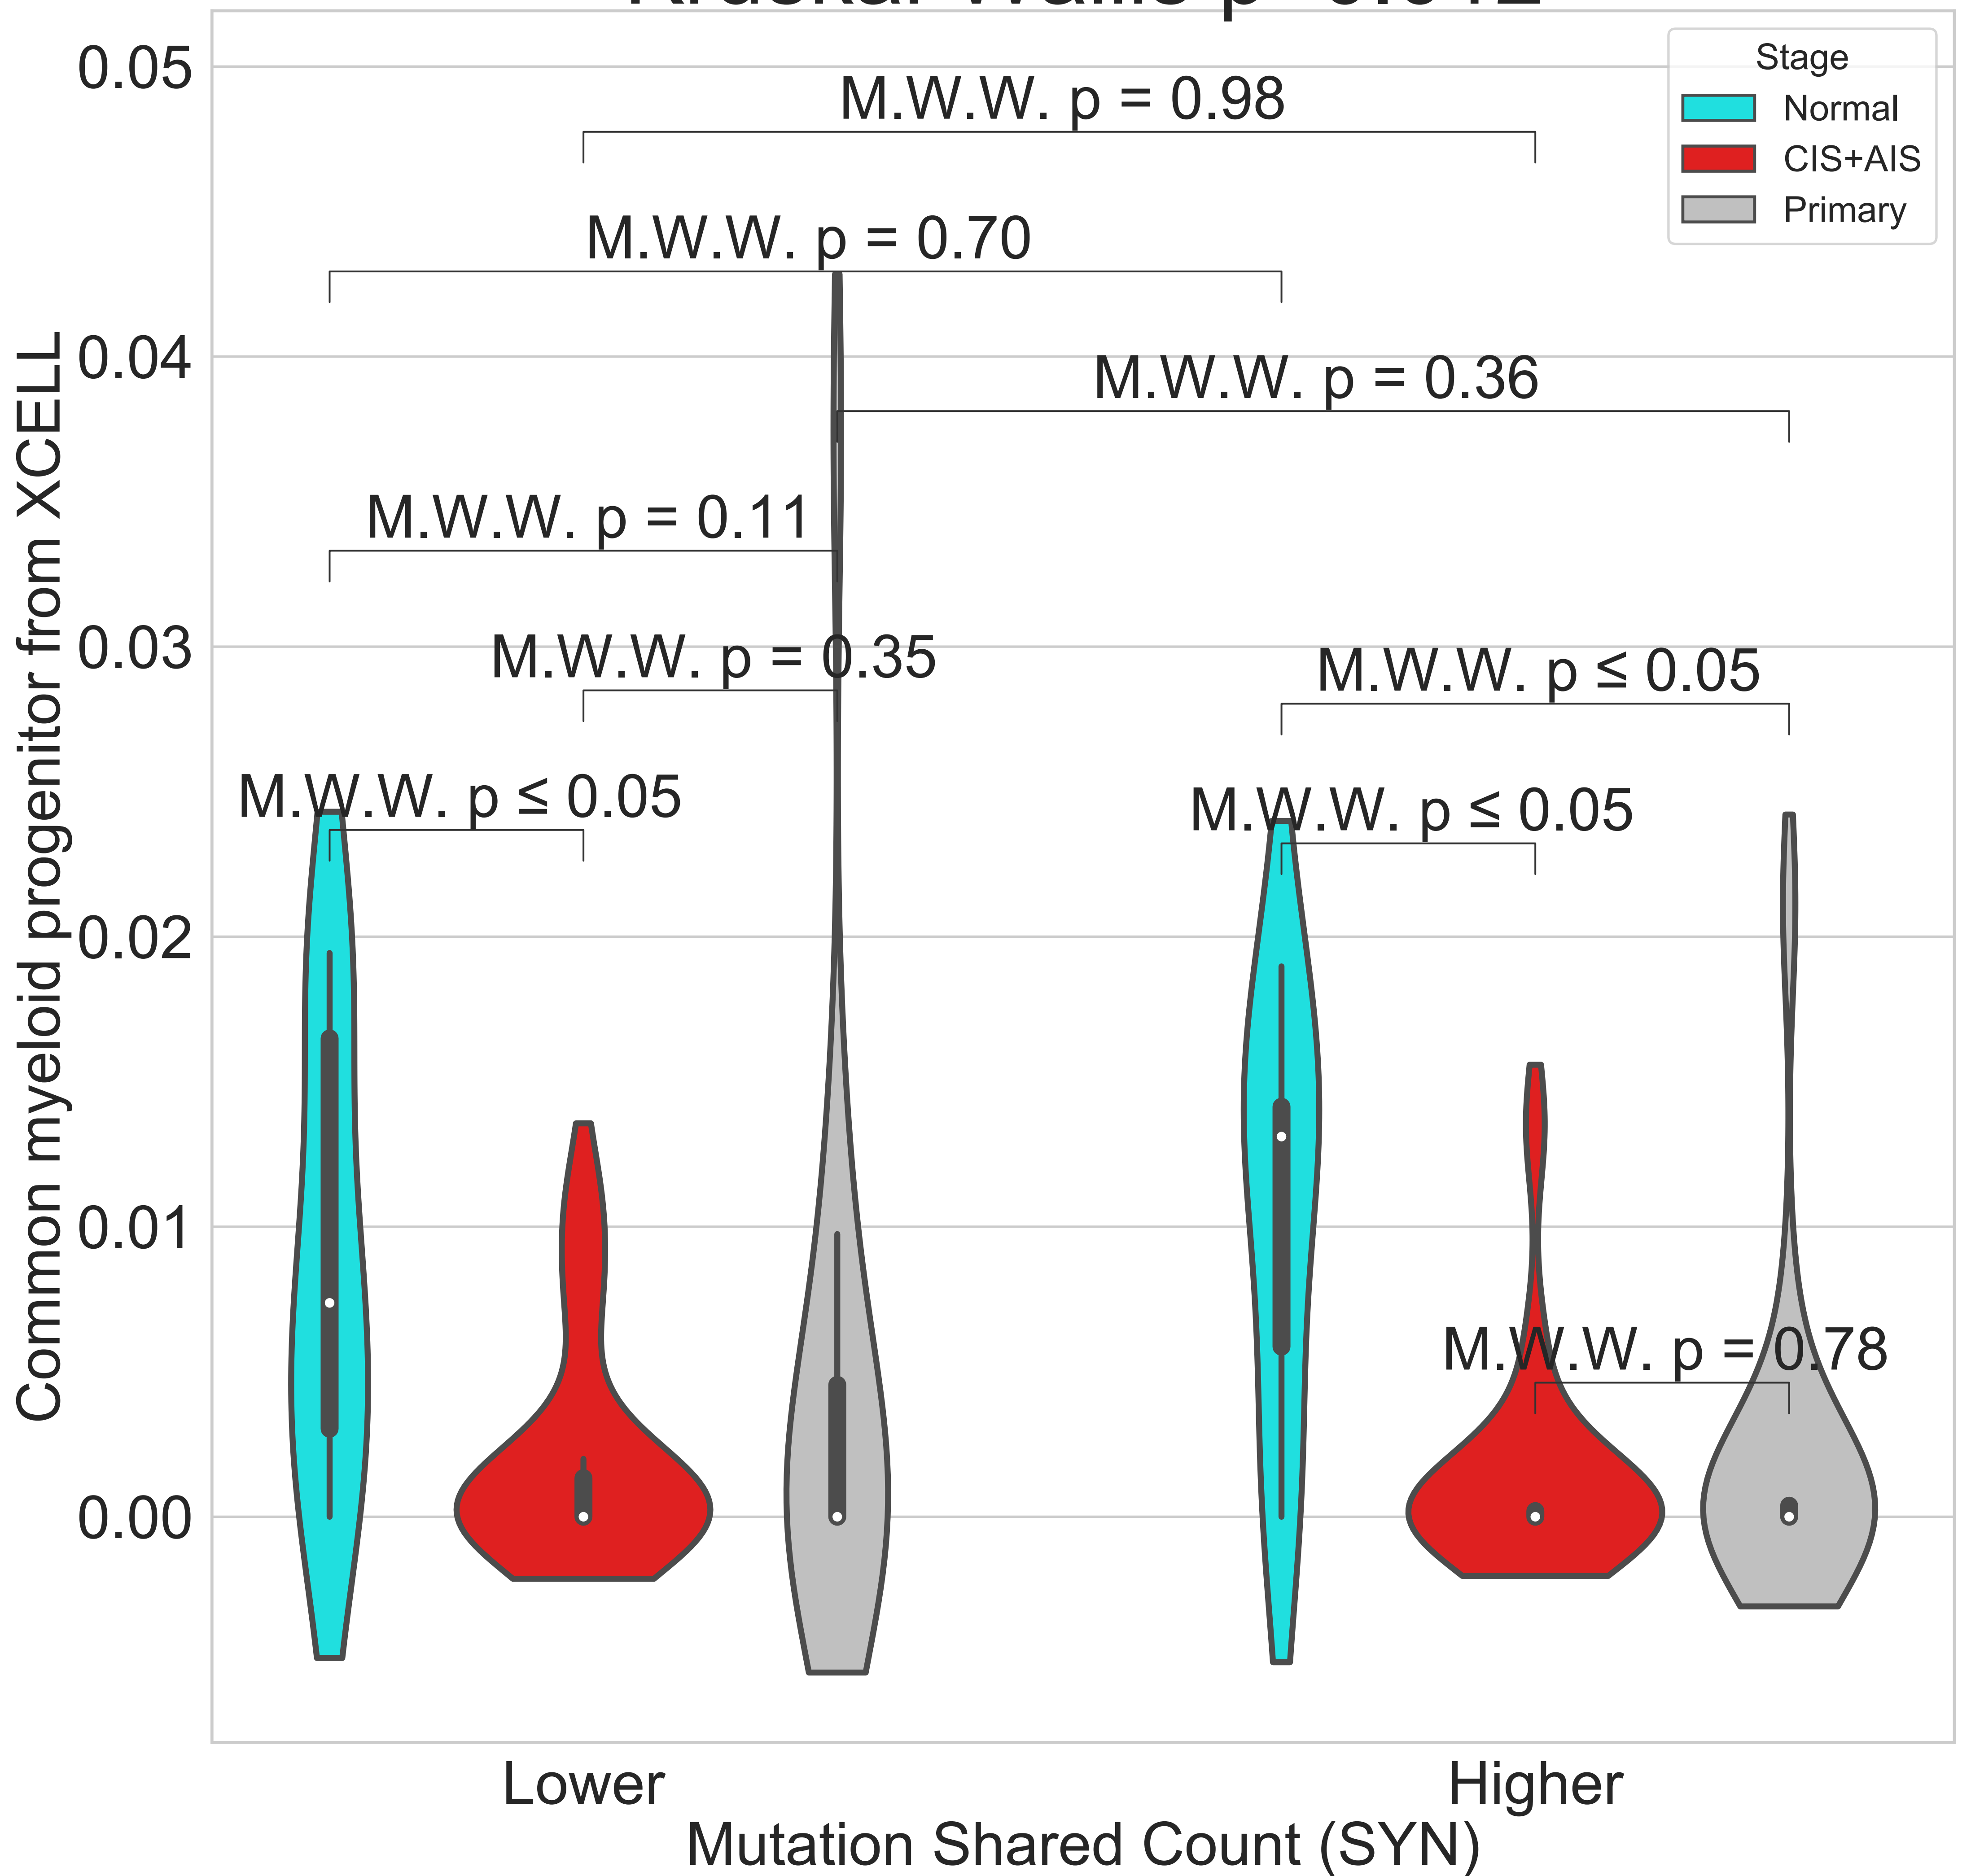 0.05
0.04
0.03
0.02
0.01
0.00
Common myeloid progenitor from XCELL
Stage
Normal
CIS+AIS
Primary
M.W.W. p = 0.98
M.W.W. p = 0.70
M.W.W. p = 0.36
M.W.W. p = 0.11
M.W.W. p = 0.35
M.W.W. p ≤ 0.05
M.W.W. p ≤ 0.05
M.W.W. p ≤ 0.05
M.W.W. p = 0.78
Lower
Higher
Mutation Shared Count (SYN)